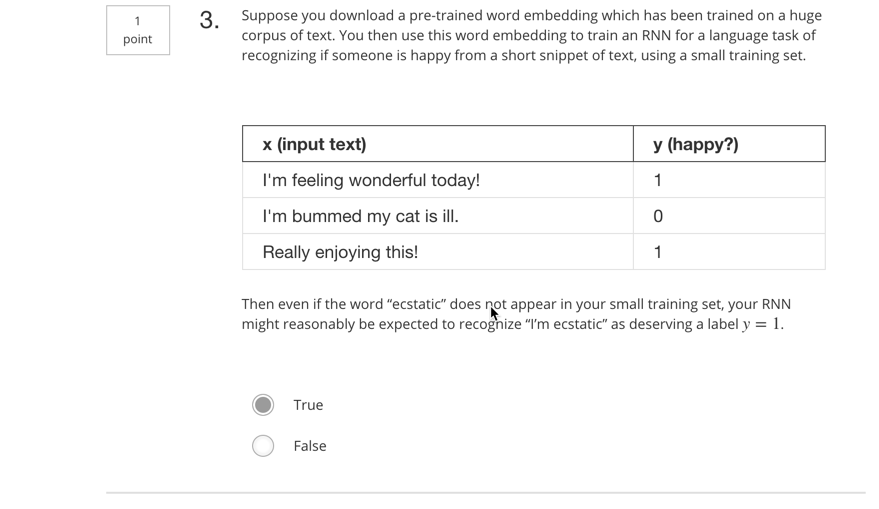 1
point
3.
Suppose you download a pre-trained word embedding which has been trained on a huge
corpus of text. You then use this word embedding to train an RNN for a language task of
recognizing if someone is happy from a short snippet of text, using a small training set.
x (input text) y (happy?)
I'm feeling wonderful today! 1
I'm bummed my cat is ill. 0
Really enjoying this! 1
Then even if the word “ecstatic” does not appear in your small training set, your RNN
might reasonably be expected to recognize “I’m ecstatic” as deserving a label y = 1.
True
False